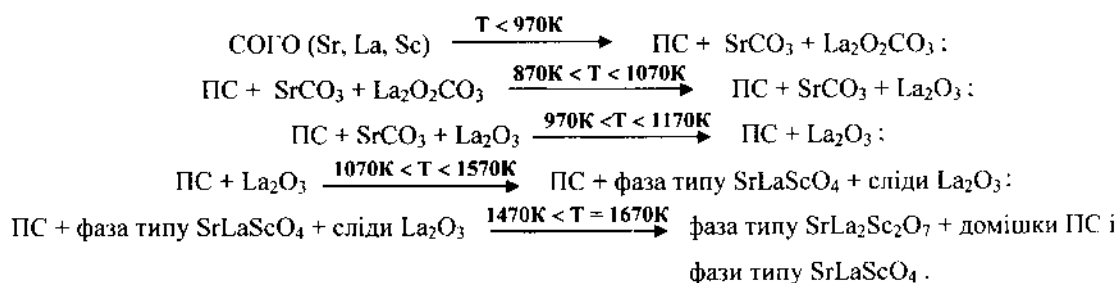 T < 970K
СОГО (Sr, La, Sc) → ПС + SrCO₃ + La₂O₂CO₃ ;
870K < T < 1070K
ПС + SrCO₃ + La₂O₂CO₃ → ПС + SrCO₃ + La₂O₃ ;
970K <T < 1170K
ПС + SrCO₃ + La₂O₃ → ПС + La₂O₃ ;
1070K < T < 1570K
ПС + La₂O₃ → ПС + фаза типу SrLaScO₄ + сліди La₂O₃ ;
1470K < T = 1670K
ПС + фаза типу SrLaScO₄ + сліди La₂O₃ → фаза типу SrLa₂Sc₂O₇ + домішки ПС і
фази типу SrLaScO₄ .